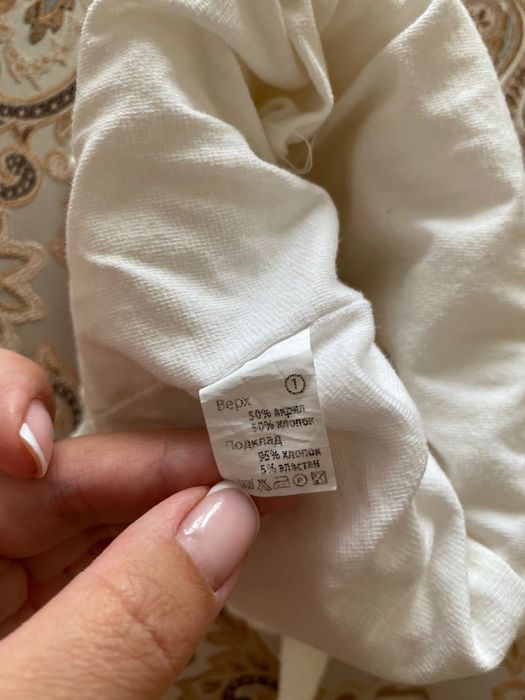 1
Верх
50% акрил
50% хлопок
Подклад
95% хлопок
5% эластан
P